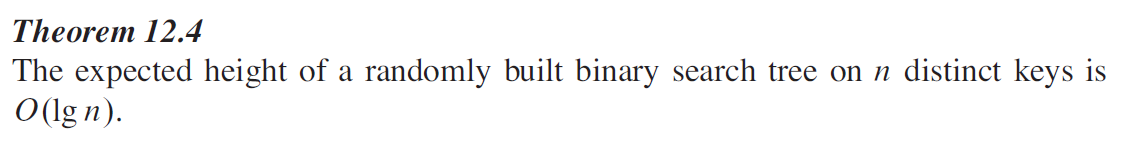 Theorem 12.4
The expected height of a randomly built binary search tree on n distinct keys is
O(lg n).